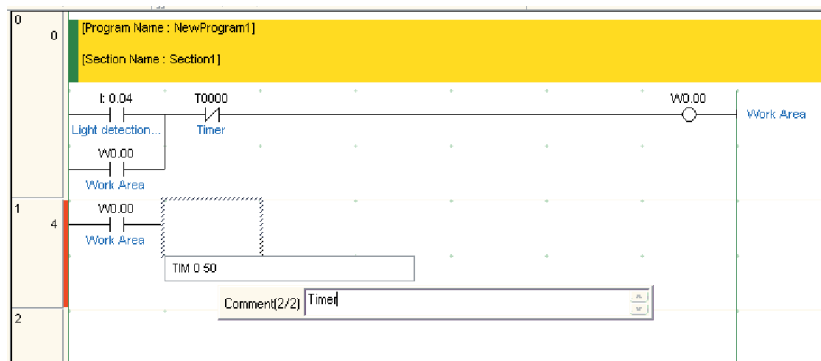 0
0
[Program Name : NewProgram1]
[Section Name : Section1]
I: 0.04 T0000 W0.00
Light detection... Timer Work Area
W0.00
Work Area
1
4
W0.00
Work Area
TIM 0 50
Comment(2/2) Timer
2